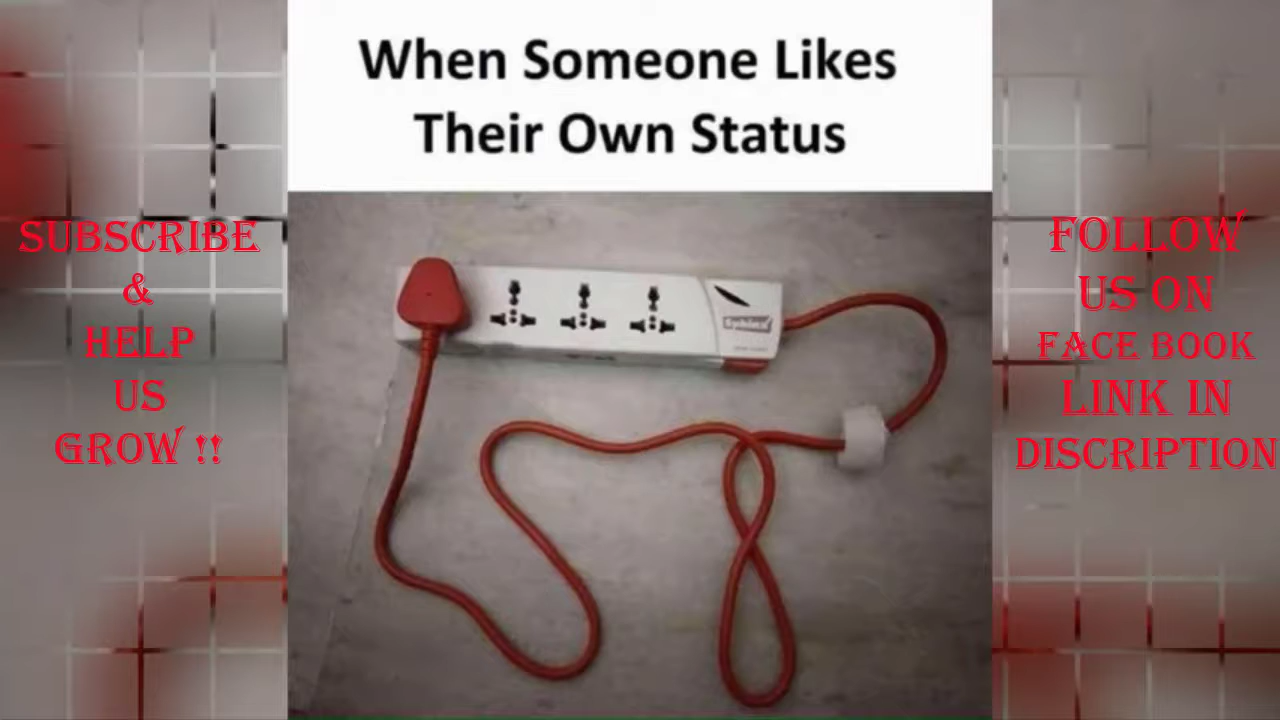 When Someone Likes
Their Own Status
SUBSCRIBE
&
HELP
US
GROW !!
FOLLOW
US ON
FACE BOOK
LINK IN
DISCRIPTION